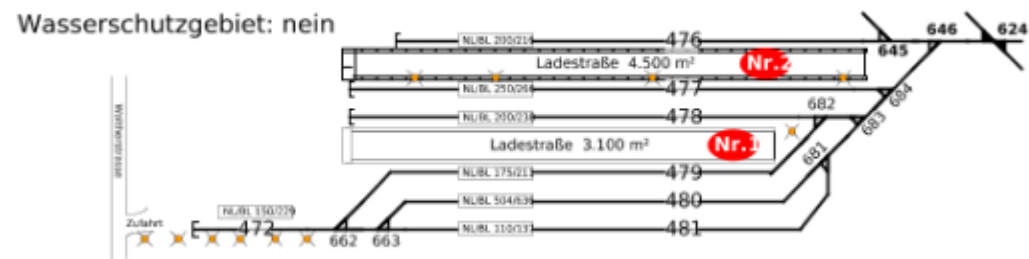 Wasserschutzgebiet: nein
646 624
NL/BL 200/216 476 645
Ladestraße 4.500 m² Nr.2
NL/BL 250/266 477 684
682
NL/BL 200/238 478 683
Ladestraße 3.100 m² Nr.1
681
NL/BL 175/211 479
NL/BL 504/636 480
NL/BL 150/229
Zufahrt
472 NL/BL 110/137 481
662 663